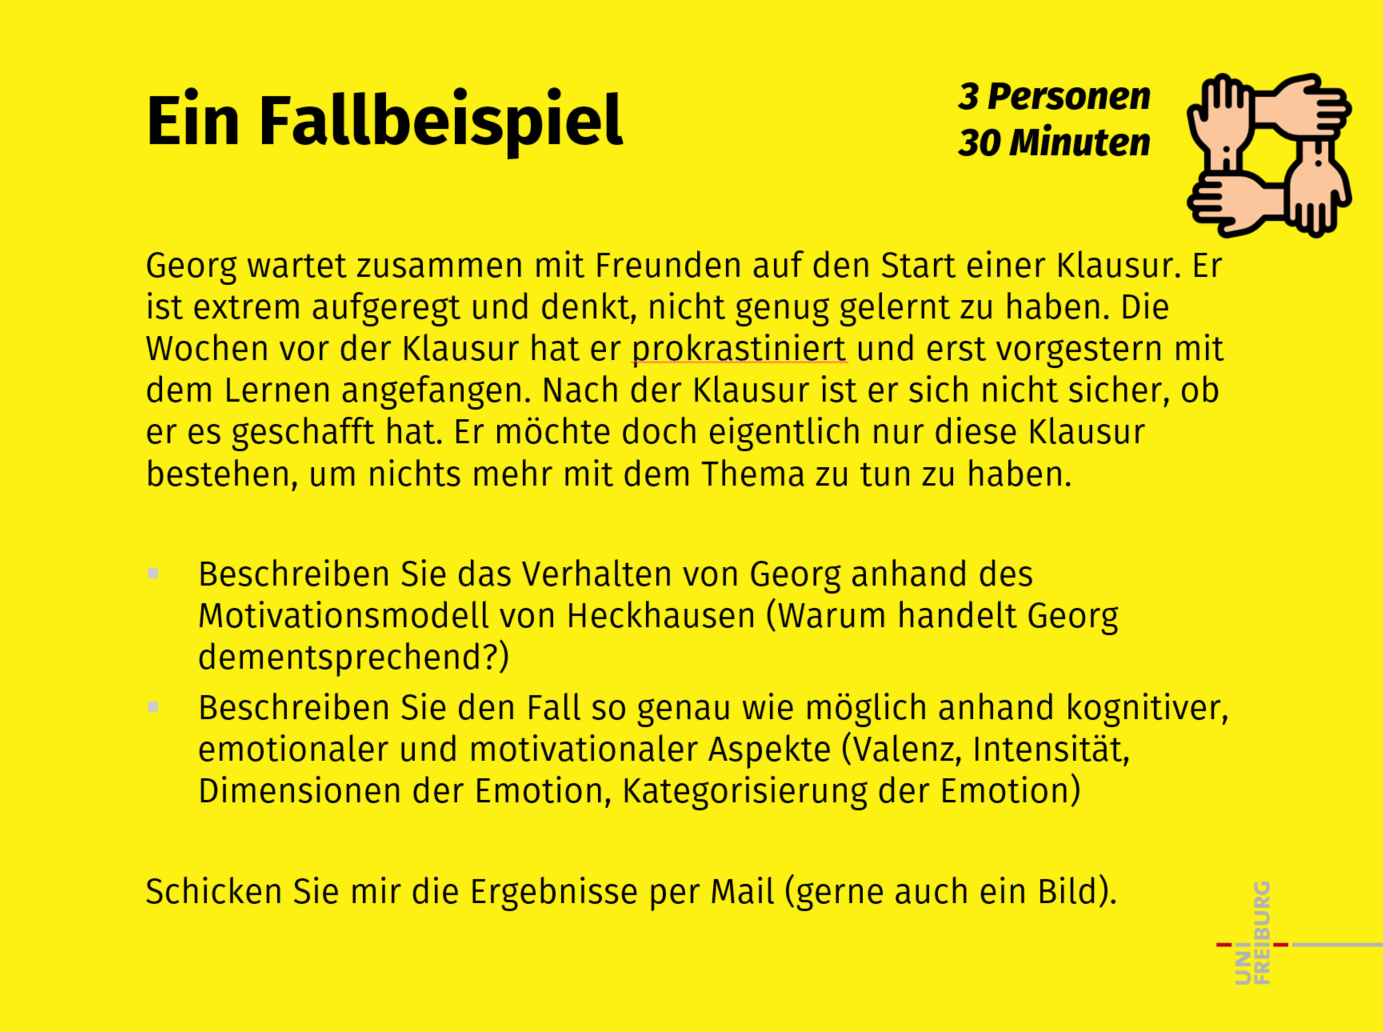 Ein Fallbeispiel
3 Personen
30 Minuten
Georg wartet zusammen mit Freunden auf den Start einer Klausur. Er
ist extrem aufgeregt und denkt, nicht genug gelernt zu haben. Die
Wochen vor der Klausur hat er prokrastiniert und erst vorgestern mit
dem Lernen angefangen. Nach der Klausur ist er sich nicht sicher, ob
er es geschafft hat. Er möchte doch eigentlich nur diese Klausur
bestehen, um nichts mehr mit dem Thema zu tun zu haben.
▪ Beschreiben Sie das Verhalten von Georg anhand des
Motivationsmodell von Heckhausen (Warum handelt Georg
dementsprechend?)
▪ Beschreiben Sie den Fall so genau wie möglich anhand kognitiver,
emotionaler und motivationaler Aspekte (Valenz, Intensität,
Dimensionen der Emotion, Kategorisierung der Emotion)
Schicken Sie mir die Ergebnisse per Mail (gerne auch ein Bild).
UNI
FREIBURG